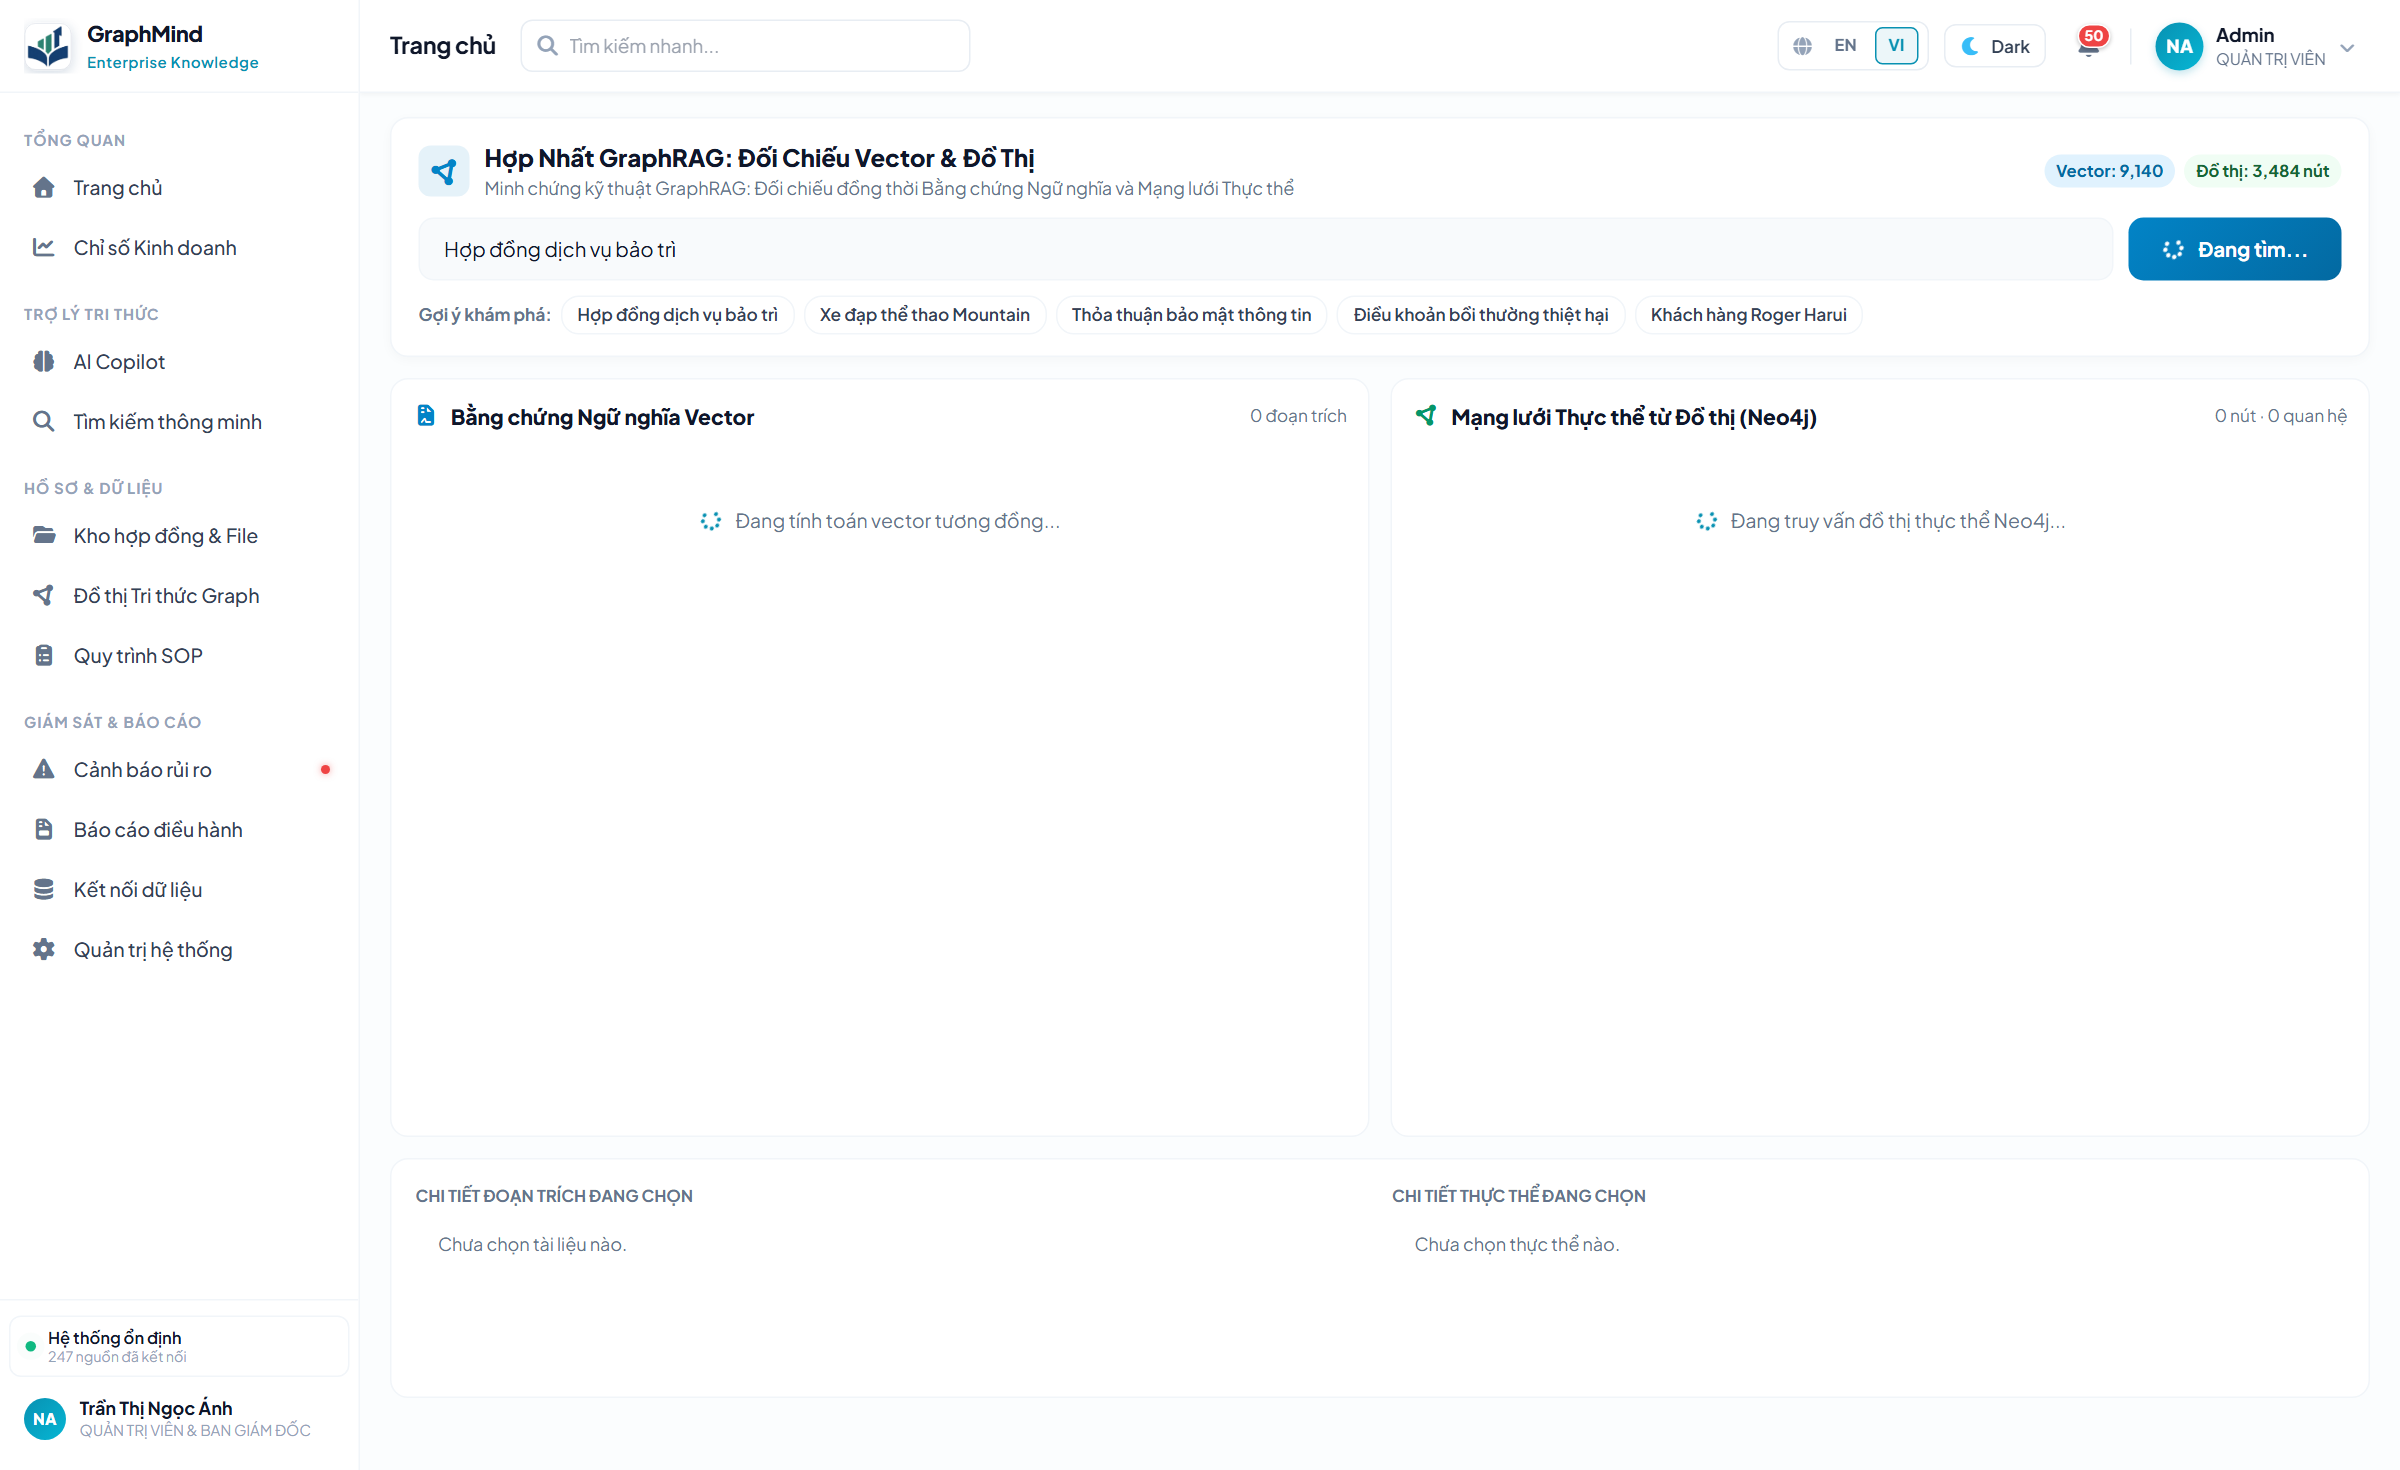 GraphMind
Enterprise Knowledge
TỔNG QUAN
Trang chủ
Chỉ số Kinh doanh
TRỢ LÝ TRI THỨC
AI Copilot
Tìm kiếm thông minh
HỒ SƠ & DỮ LIỆU
Kho hợp đồng & File
Đồ thị Tri thức Graph
Quy trình SOP
GIÁM SÁT & BÁO CÁO
Cảnh báo rủi ro
Báo cáo điều hành
Kết nối dữ liệu
Quản trị hệ thống
Hệ thống ổn định
247 nguồn đã kết nối
NA
Trần Thị Ngọc Ánh
QUẢN TRỊ VIÊN & BAN GIÁM ĐỐC
Trang chủ
Tìm kiếm nhanh...
EN VI
Dark
50
NA
Admin
QUẢN TRỊ VIÊN
Hợp Nhất GraphRAG: Đối Chiếu Vector & Đồ Thị
Minh chứng kỹ thuật GraphRAG: Đối chiếu đồng thời Bằng chứng Ngữ nghĩa và Mạng lưới Thực thể
Vector: 9,140
Đồ thị: 3,484 nút
Hợp đồng dịch vụ bảo trì
Đang tìm...
Gợi ý khám phá: Hợp đồng dịch vụ bảo trì Xe đạp thể thao Mountain Thỏa thuận bảo mật thông tin Điều khoản bồi thường thiệt hại Khách hàng Roger Harui
Bằng chứng Ngữ nghĩa Vector
0 đoạn trích
Đang tính toán vector tương đồng...
Mạng lưới Thực thể từ Đồ thị (Neo4j)
0 nút · 0 quan hệ
Đang truy vấn đồ thị thực thể Neo4j...
CHI TIẾT ĐOẠN TRÍCH ĐANG CHỌN
Chưa chọn tài liệu nào.
CHI TIẾT THỰC THỂ ĐANG CHỌN
Chưa chọn thực thể nào.